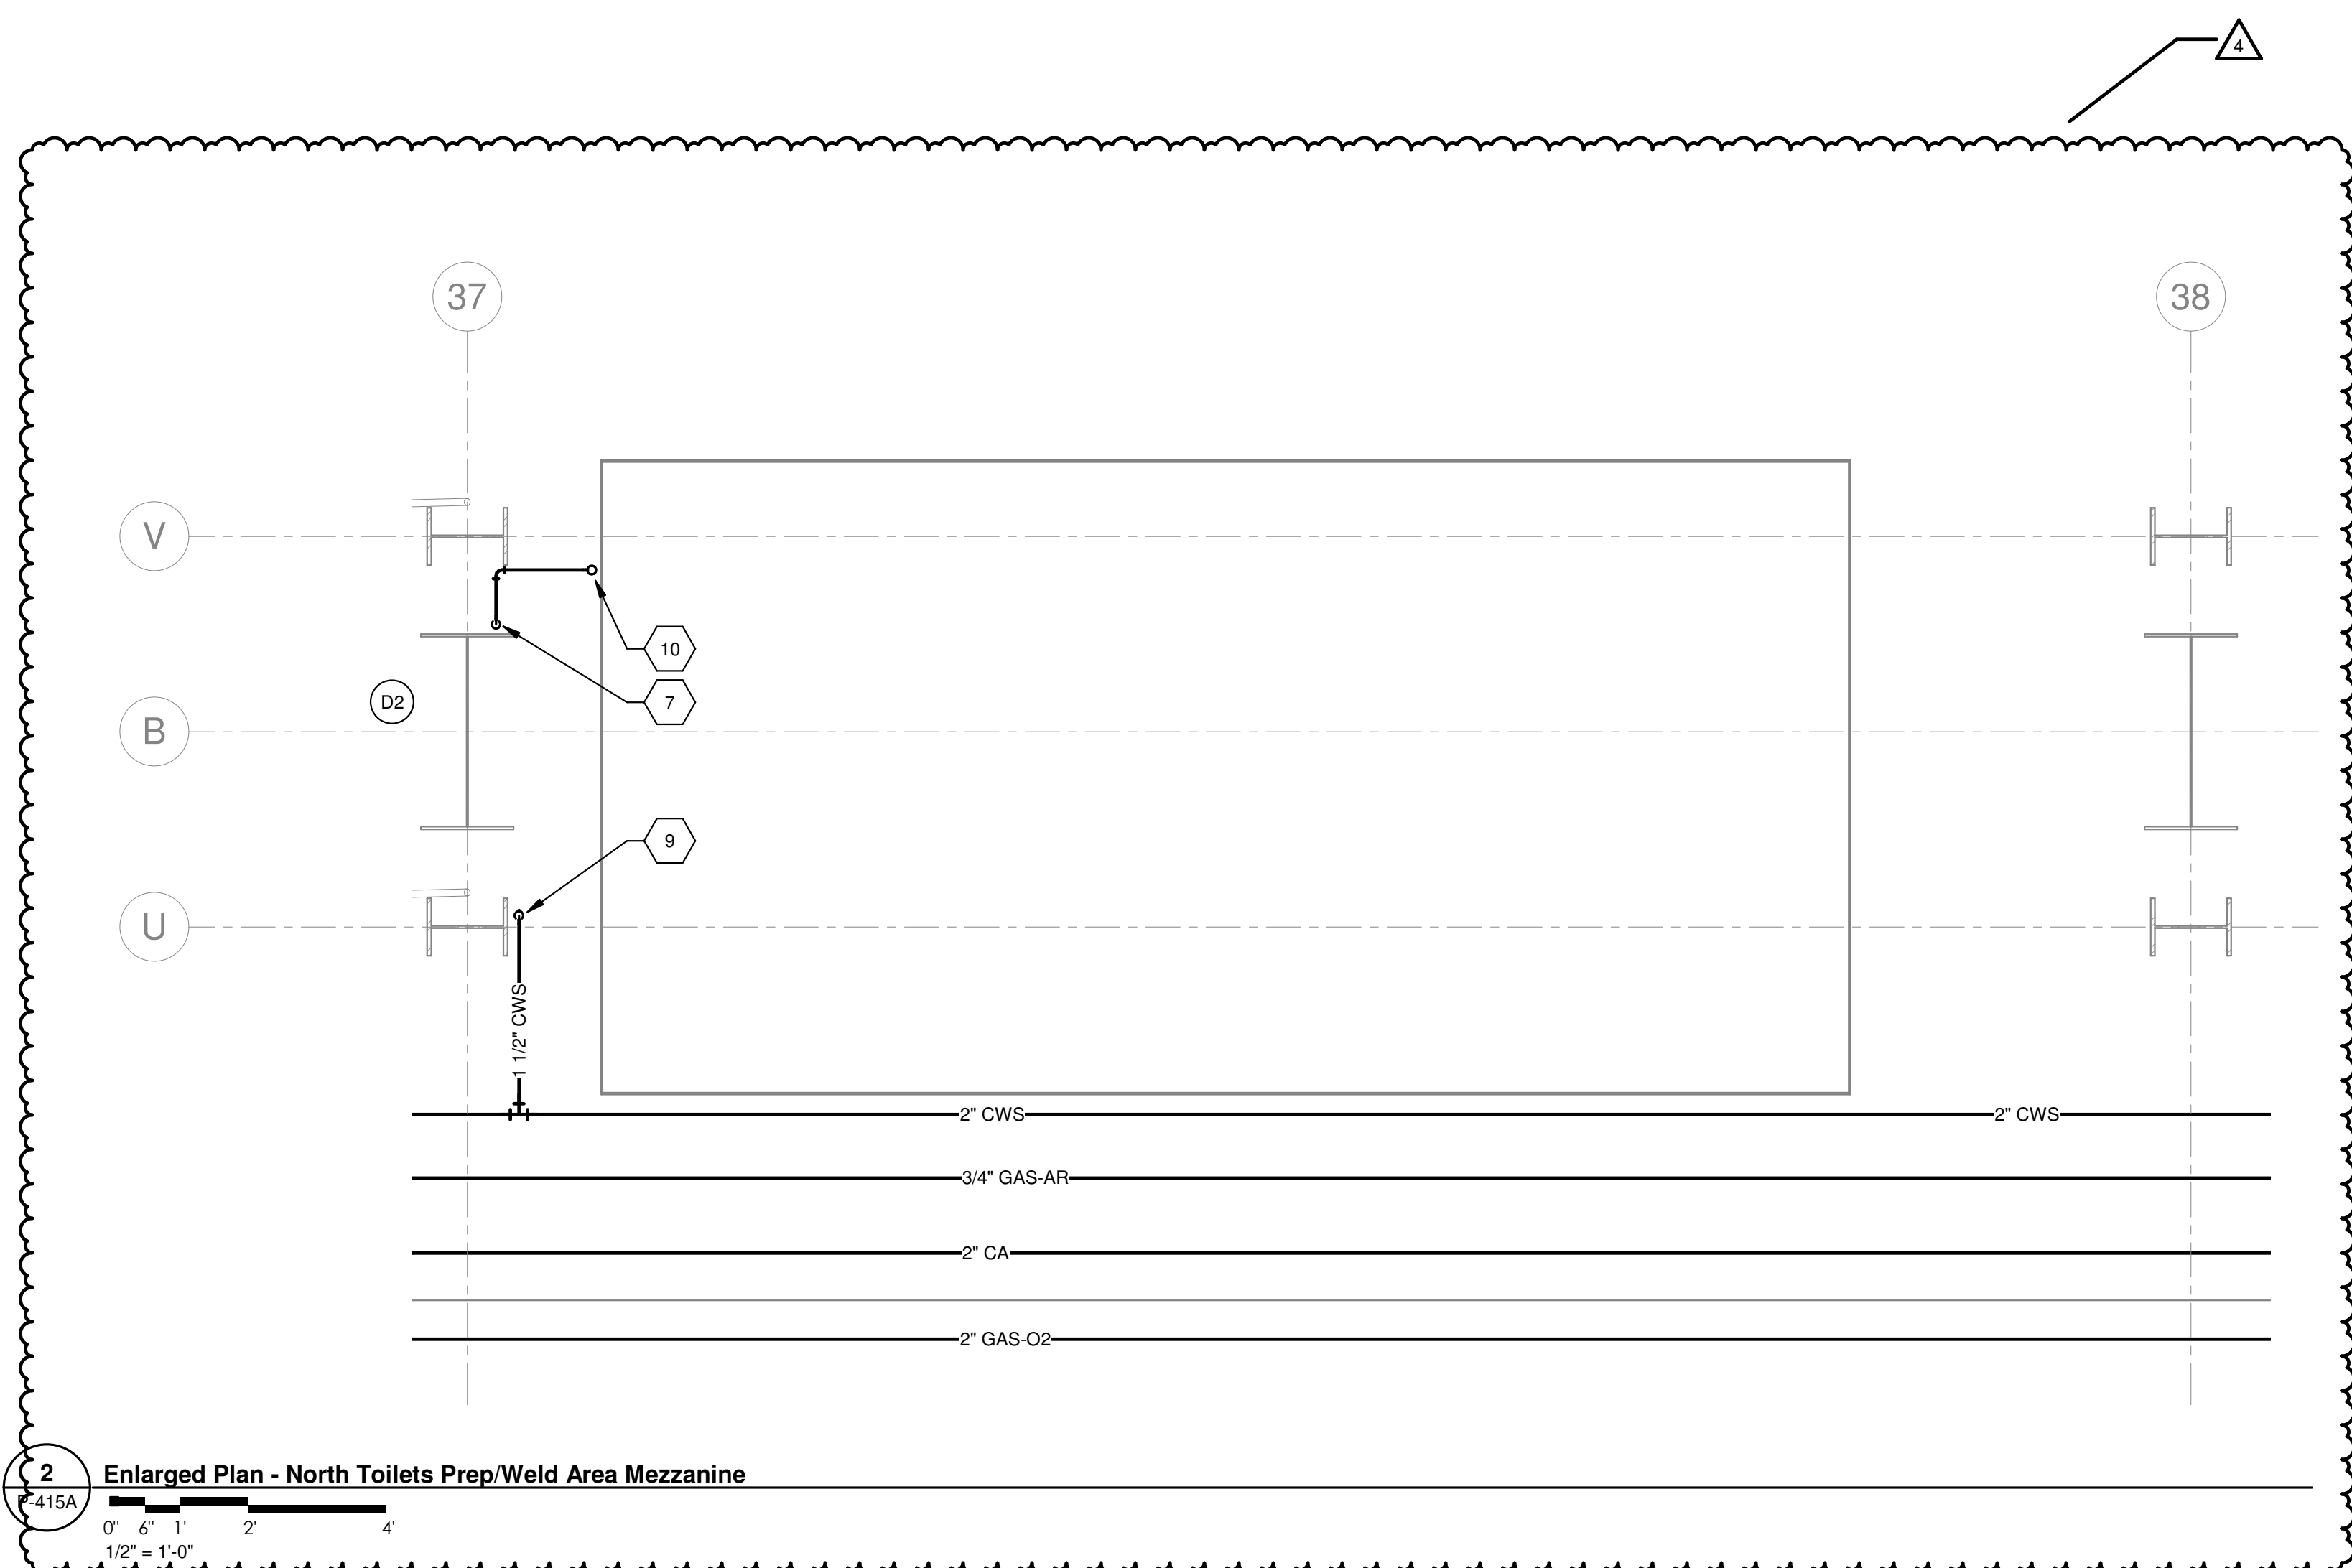 4
37
38
V
10
7
D2
B
9
U
1 1/2" CWS
2" CWS
2" CWS
3/4" GAS-AR
2" CA
2" GAS-O2
2
Enlarged Plan - North Toilets Prep/Weld Area Mezzanine
P-415A
0" 6" 1' 2' 4'
1/2" = 1'-0"